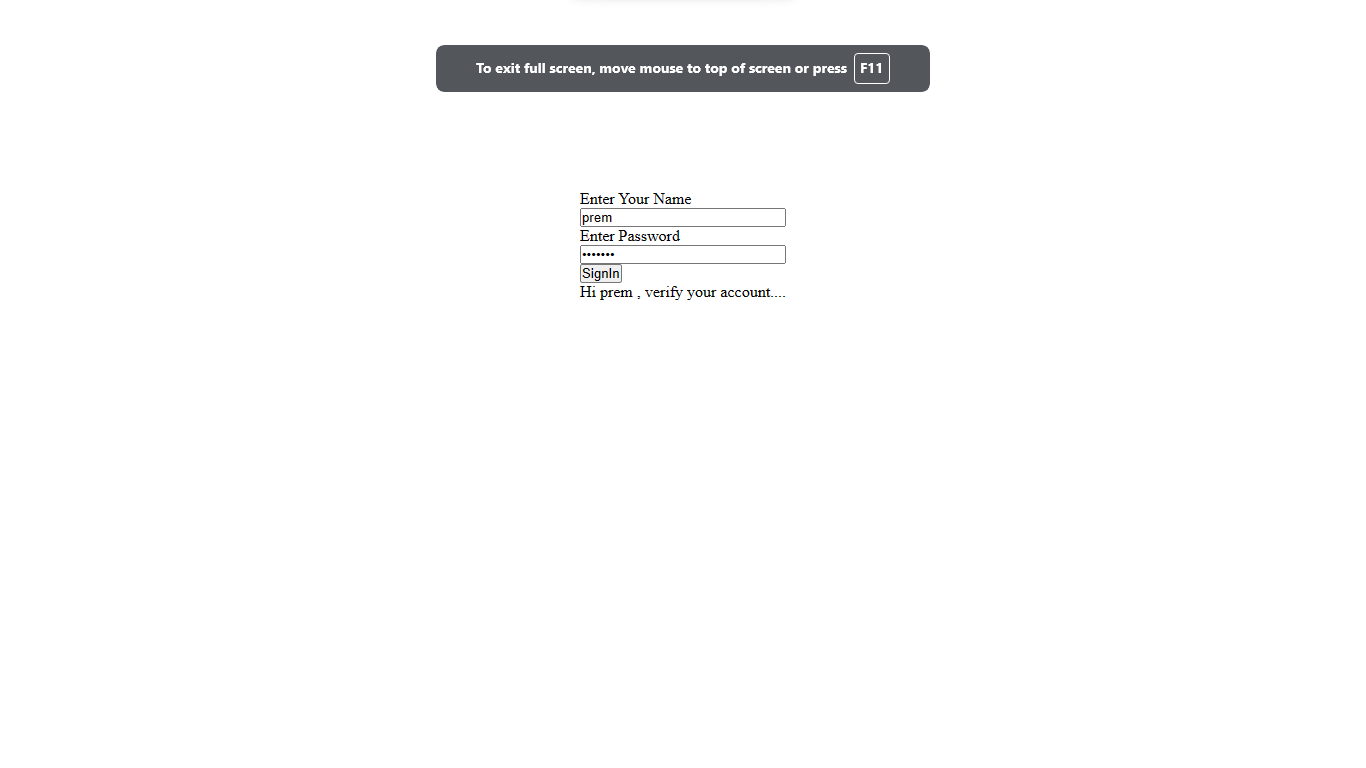 To exit full screen, move mouse to top of screen or press F11
Enter Your Name
prem
Enter Password
•••••••
SignIn
Hi prem , verify your account....